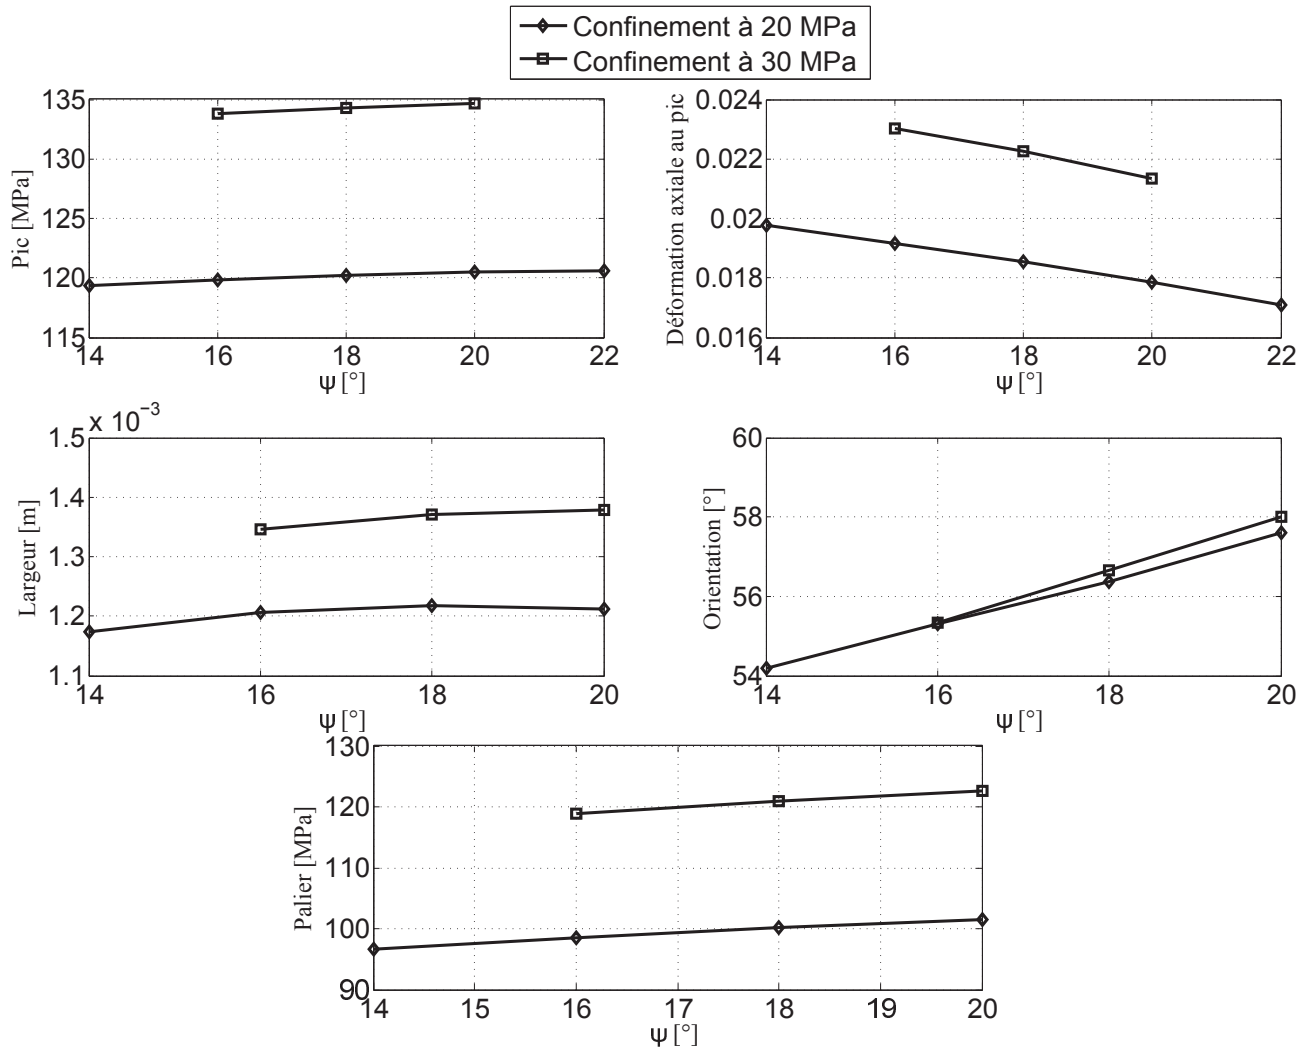 Confinement à 20 MPa
Confinement à 30 MPa
Pic [MPa]
135
130
125
120
115
14 16 18 20 22
ψ [°]
Déformation axiale au pic
0.024
0.022
0.02
0.018
0.016
14 16 18 20 22
ψ [°]
x 10⁻³
Largeur [m]
1.5
1.4
1.3
1.2
1.1
14 16 18 20
ψ [°]
Orientation [°]
60
58
56
54
14 16 18 20
ψ [°]
Palier [MPa]
130
120
110
100
90
14 15 16 17 18 19 20
ψ [°]